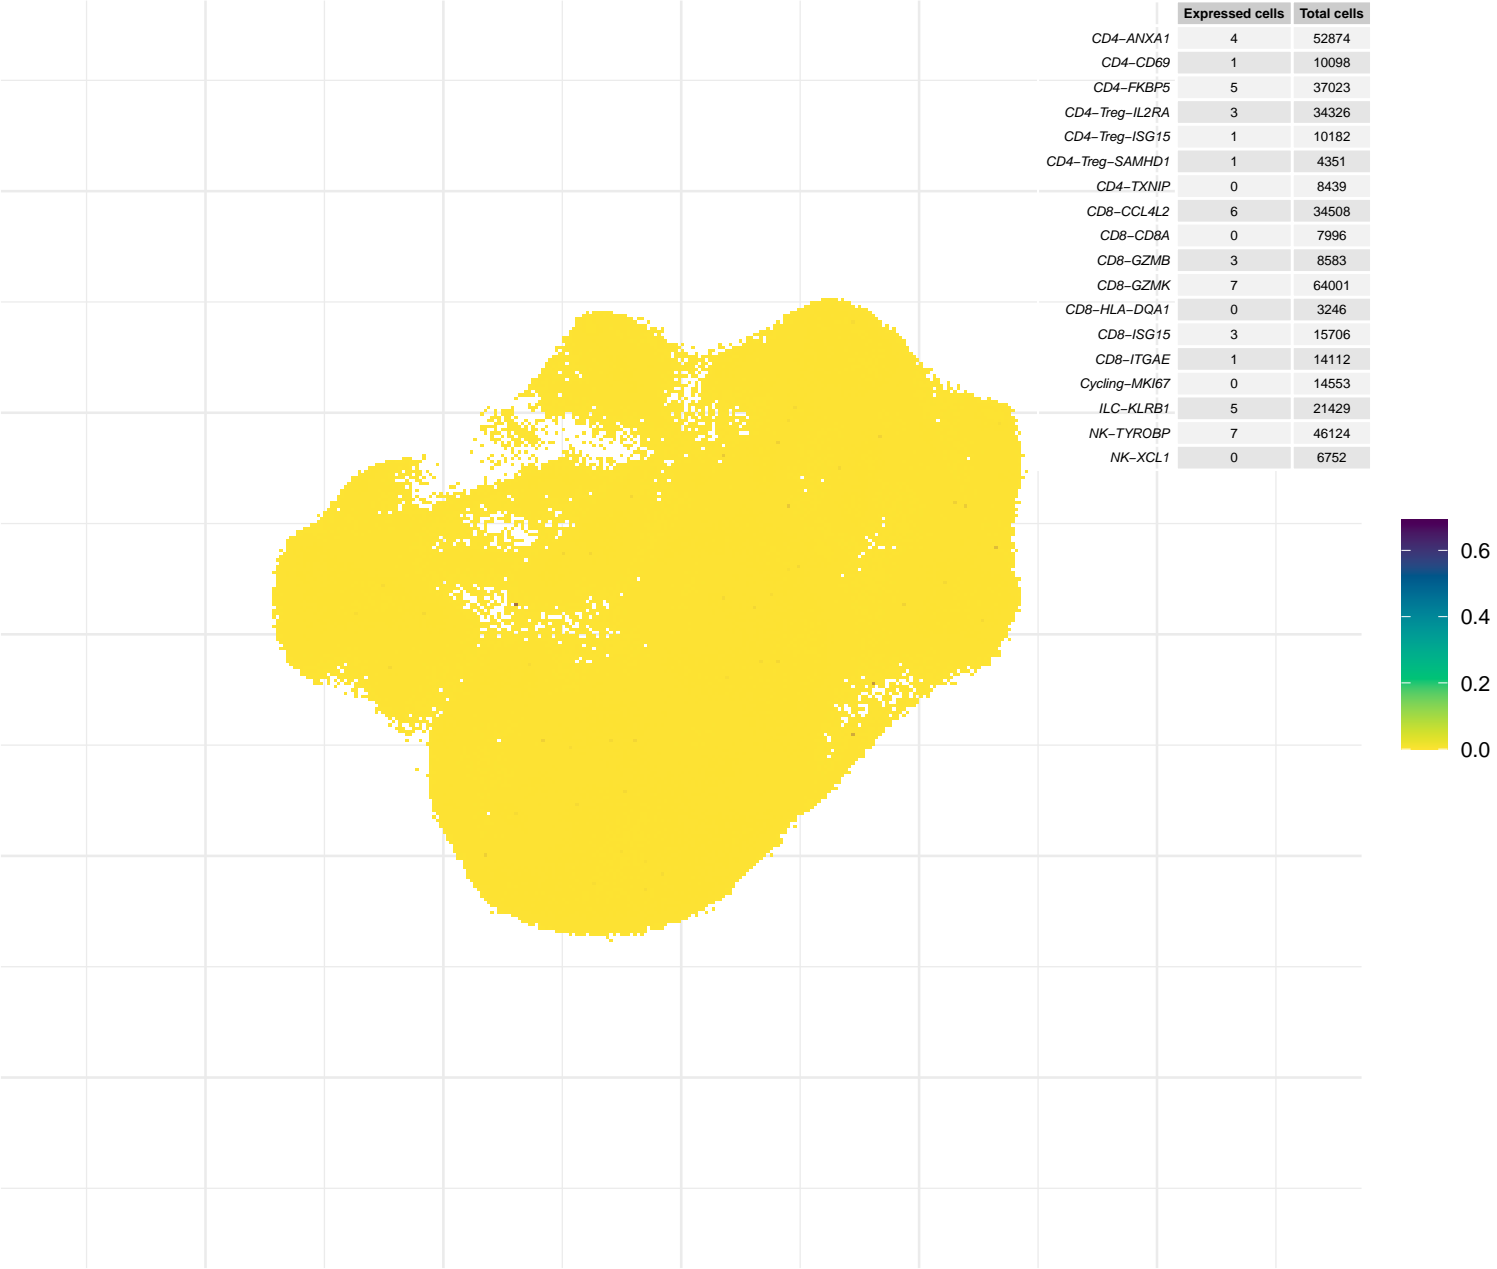 Expressed cells Total cells
CD4−ANXA1 4 52874
CD4−CD69 1 10098
CD4−FKBP5 5 37023
CD4−Treg−IL2RA 3 34326
CD4−Treg−ISG15 1 10182
CD4−Treg−SAMHD1 1 4351
CD4−TXNIP 0 8439
CD8−CCL4L2 6 34508
CD8−CD8A 0 7996
CD8−GZMB 3 8583
CD8−GZMK 7 64001
CD8−HLA−DQA1 0 3246
CD8−ISG15 3 15706
CD8−ITGAE 1 14112
Cycling−MKI67 0 14553
ILC−KLRB1 5 21429
NK−TYROBP 7 46124
NK−XCL1 0 6752
0.6
0.4
0.2
0.0